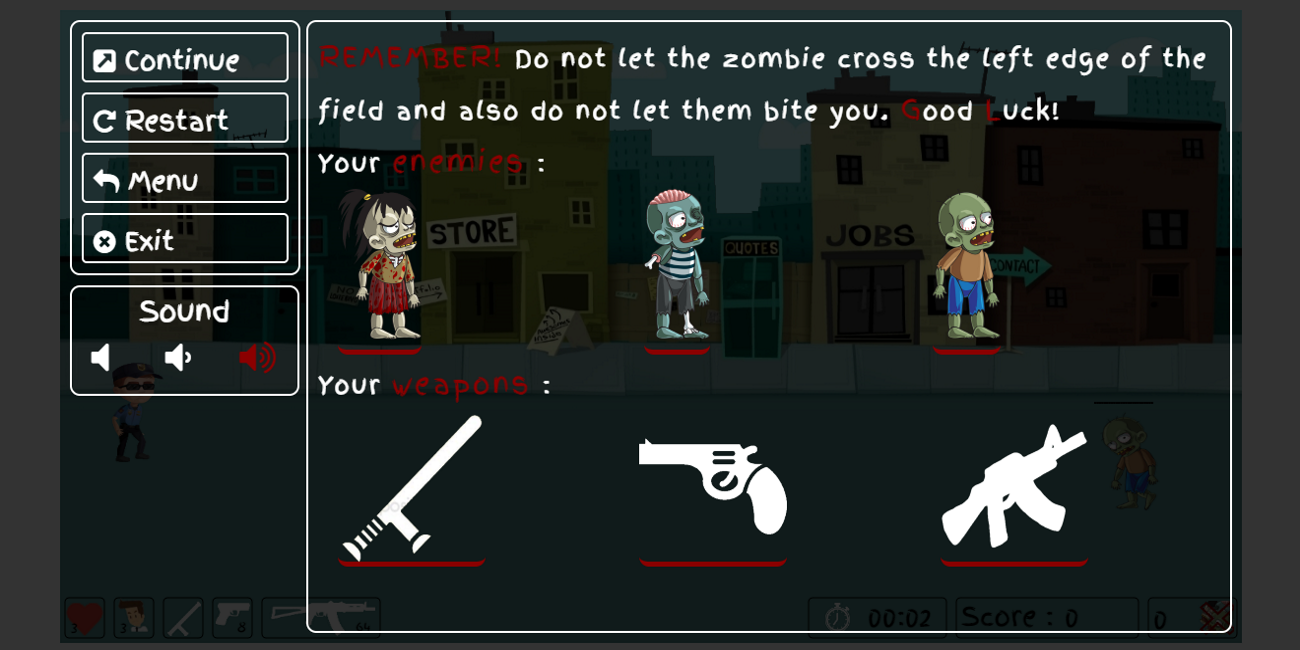 Continue
Restart
Menu
Exit
Sound
REMEMBER! Do not let the zombie cross the left edge of the
field and also do not let them bite you. Good Luck!
Your enemies :
STORE
QUOTES
JOBS
CONTACT
Your weapons :
3
3
8
64
00:02
Score : 0
0